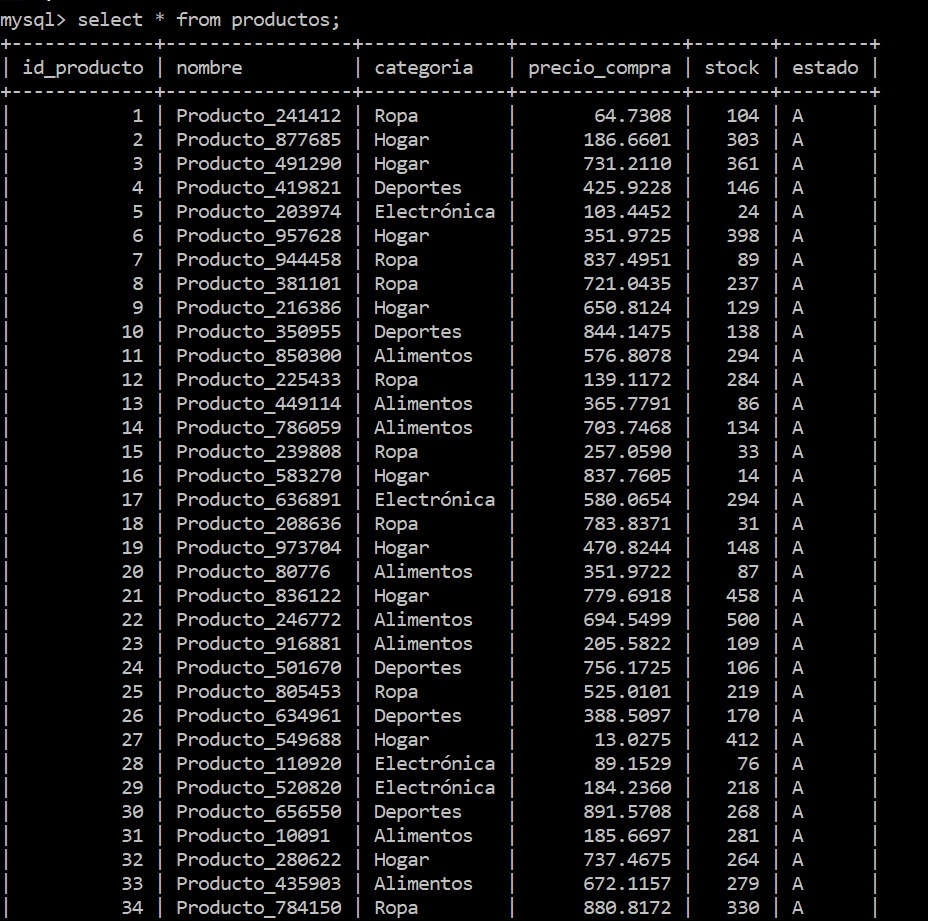 mysql> select * from productos;
+-------------+-----------------+-------------+---------------+-------+--------+
| id_producto | nombre          | categoria   | precio_compra | stock | estado |
+-------------+-----------------+-------------+---------------+-------+--------+
|           1 | Producto_241412 | Ropa        |       64.7308 |   104 | A      |
|           2 | Producto_877685 | Hogar       |      186.6601 |   303 | A      |
|           3 | Producto_491290 | Hogar       |      731.2110 |   361 | A      |
|           4 | Producto_419821 | Deportes    |      425.9228 |   146 | A      |
|           5 | Producto_203974 | Electrónica |      103.4452 |    24 | A      |
|           6 | Producto_957628 | Hogar       |      351.9725 |   398 | A      |
|           7 | Producto_944458 | Ropa        |      837.4951 |    89 | A      |
|           8 | Producto_381101 | Ropa        |      721.0435 |   237 | A      |
|           9 | Producto_216386 | Hogar       |      650.8124 |   129 | A      |
|          10 | Producto_350955 | Deportes    |      844.1475 |   138 | A      |
|          11 | Producto_850300 | Alimentos   |      576.8078 |   294 | A      |
|          12 | Producto_225433 | Ropa        |      139.1172 |   284 | A      |
|          13 | Producto_449114 | Alimentos   |      365.7791 |    86 | A      |
|          14 | Producto_786059 | Alimentos   |      703.7468 |   134 | A      |
|          15 | Producto_239808 | Ropa        |      257.0590 |    33 | A      |
|          16 | Producto_583270 | Hogar       |      837.7605 |    14 | A      |
|          17 | Producto_636891 | Electrónica |      580.0654 |   294 | A      |
|          18 | Producto_208636 | Ropa        |      783.8371 |    31 | A      |
|          19 | Producto_973704 | Hogar       |      470.8244 |   148 | A      |
|          20 | Producto_80776  | Alimentos   |      351.9722 |    87 | A      |
|          21 | Producto_836122 | Hogar       |      779.6918 |   458 | A      |
|          22 | Producto_246772 | Alimentos   |      694.5499 |   500 | A      |
|          23 | Producto_916881 | Alimentos   |      205.5822 |   109 | A      |
|          24 | Producto_501670 | Deportes    |      756.1725 |   106 | A      |
|          25 | Producto_805453 | Ropa        |      525.0101 |   219 | A      |
|          26 | Producto_634961 | Deportes    |      388.5097 |   170 | A      |
|          27 | Producto_549688 | Hogar       |       13.0275 |   412 | A      |
|          28 | Producto_110920 | Electrónica |       89.1529 |    76 | A      |
|          29 | Producto_520820 | Electrónica |      184.2360 |   218 | A      |
|          30 | Producto_656550 | Deportes    |      891.5708 |   268 | A      |
|          31 | Producto_10091  | Alimentos   |      185.6697 |   281 | A      |
|          32 | Producto_280622 | Hogar       |      737.4675 |   264 | A      |
|          33 | Producto_435903 | Alimentos   |      672.1157 |   279 | A      |
|          34 | Producto_784150 | Ropa        |      880.8172 |   330 | A      |